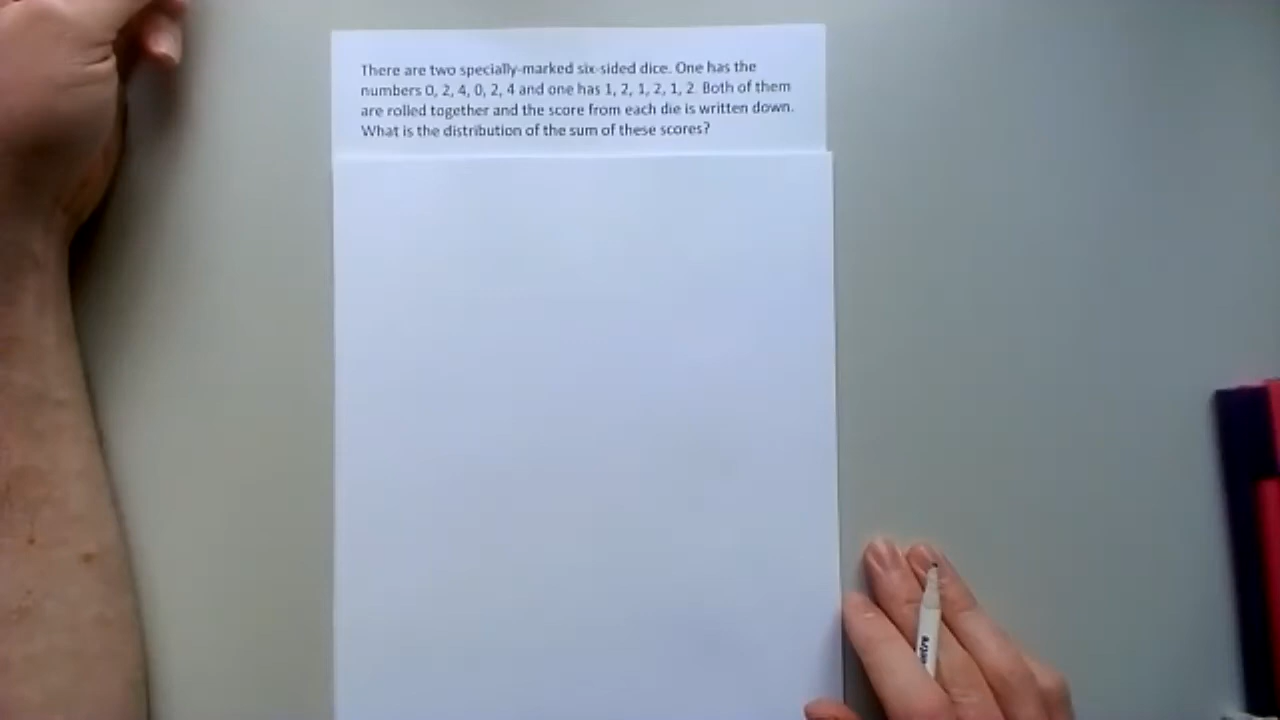 There are two specially-marked six-sided dice. One has the
numbers 0, 2, 4, 0, 2, 4 and one has 1, 2, 1, 2, 1, 2. Both of them
are rolled together and the score from each die is written down.
What is the distribution of the sum of these scores?